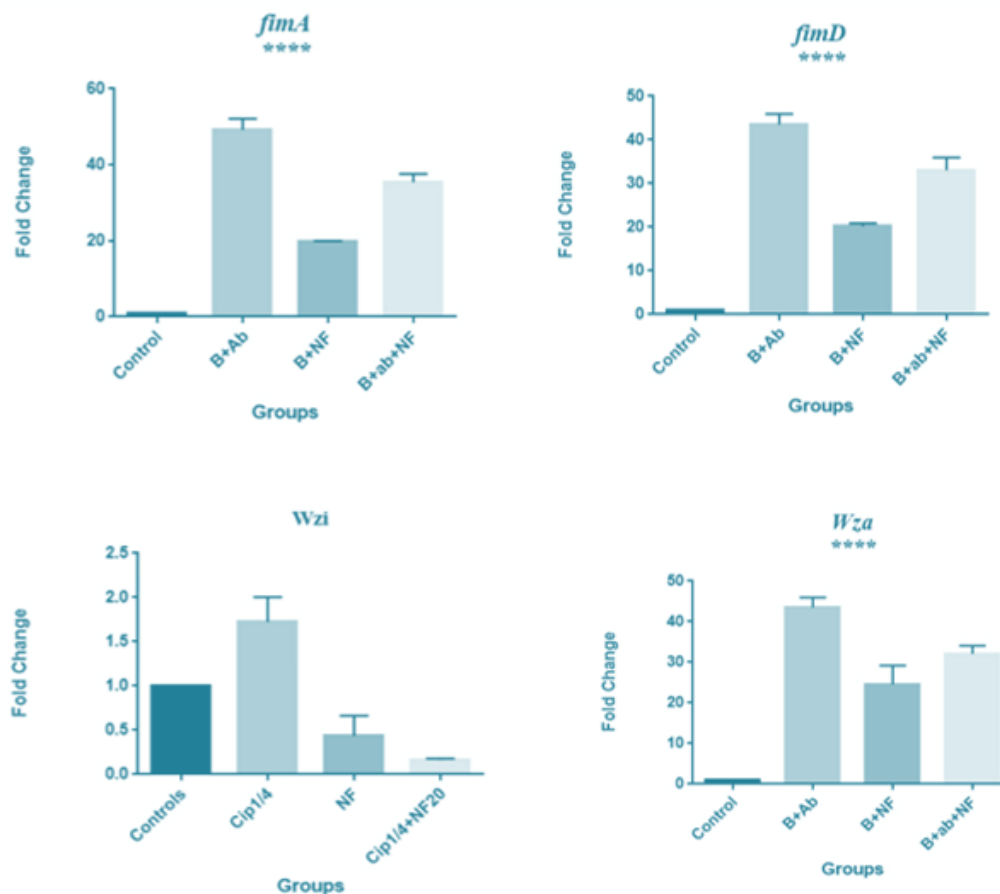 fimA
****
60
40
20
0
Fold Change
Control
B+Ab
B+NF
B+ab+NF
Groups
fimD
****
50
40
30
20
10
0
Fold Change
Control
B+Ab
B+NF
B+ab+NF
Groups
Wzi
2.5
2.0
1.5
1.0
0.5
0.0
Fold Change
Controls
Cip1/4
NF
Cip1/4+NF20
Groups
Wza
****
50
40
30
20
10
0
Fold Change
Control
B+Ab
B+NF
B+ab+NF
Groups